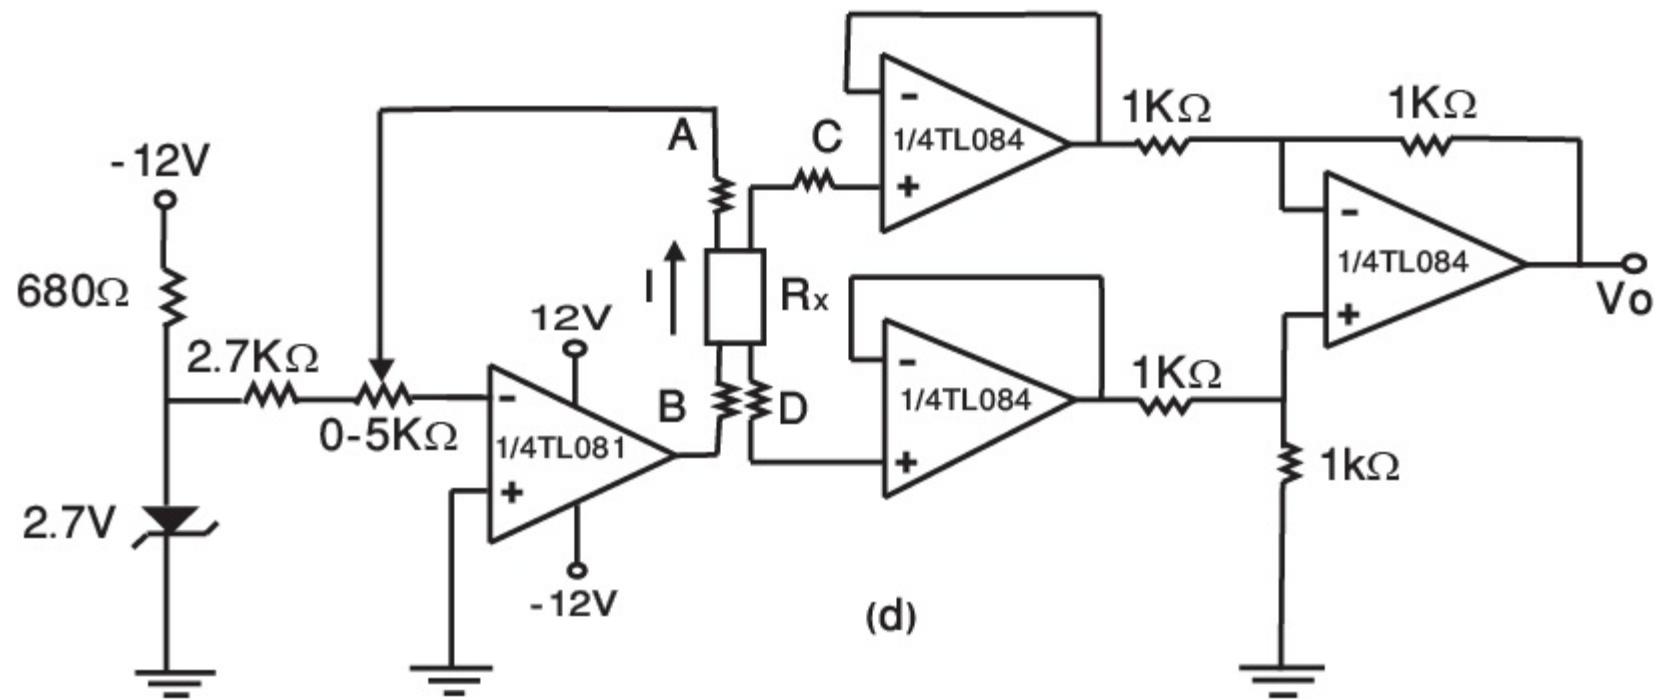 -12V
680Ω
2.7KΩ
0-5KΩ
2.7V
12V
-
1/4TL081
+
-12V
A
I
Rx
B
C
D
-
1/4TL084
+
-
1/4TL084
+
1KΩ
1KΩ
-
1/4TL084
+
Vo
1KΩ
1kΩ
(d)